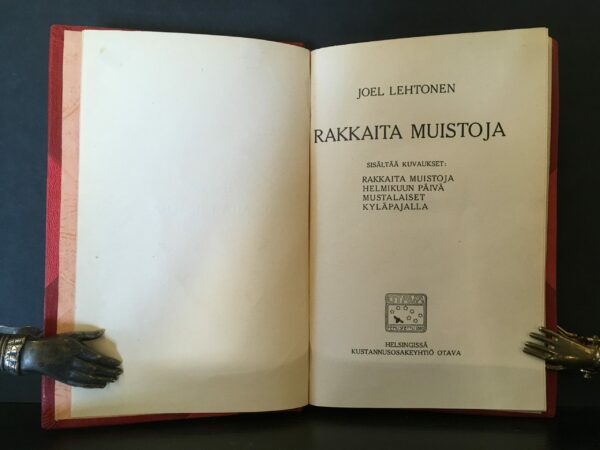 JOEL LEHTONEN
RAKKAITA MUISTOJA
SISÄLTÄÄ KUVAUKSET:
RAKKAITA MUISTOJA
HELMIKUUN PÄIVÄ
MUSTALAISET
KYLÄPAJALLA
HELSINGISSÄ
KUSTANNUSOSAKEYHTIÖ OTAVA